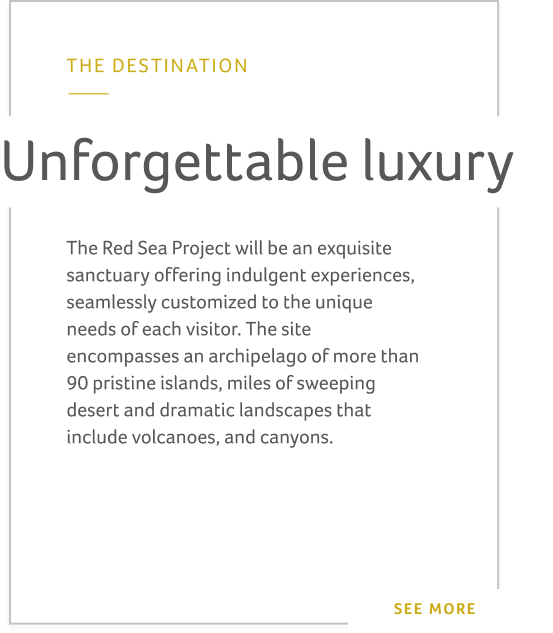 THE DESTINATION
Unforgettable luxury
The Red Sea Project will be an exquisite
sanctuary offering indulgent experiences,
seamlessly customized to the unique
needs of each visitor. The site
encompasses an archipelago of more than
90 pristine islands, miles of sweeping
desert and dramatic landscapes that
include volcanoes, and canyons.
SEE MORE